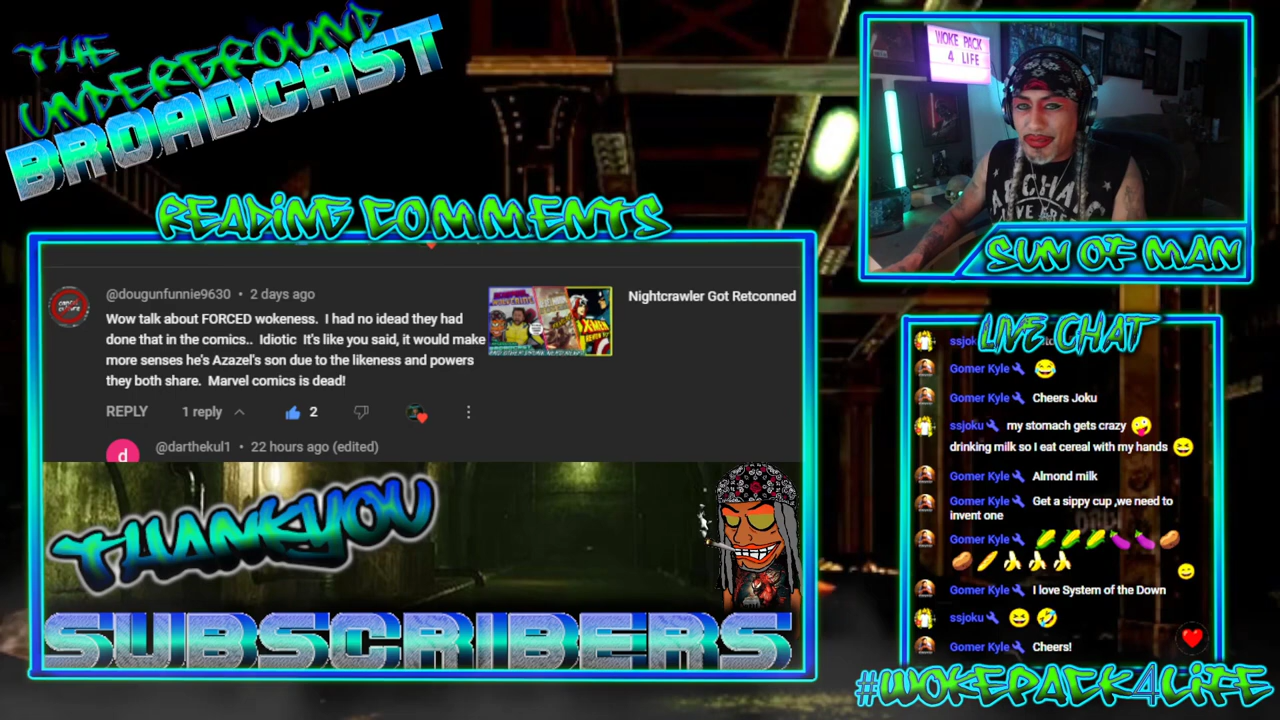 THE
UNDERGROUND
BROADCAST
READING COMMENTS
@dougunfunnie9630 • 2 days ago
Wow talk about FORCED wokeness. I had no idead they had
done that in the comics.. Idiotic It's like you said, it would make
more senses he's Azazel's son due to the likeness and powers
they both share. Marvel comics is dead!
REPLY 1 reply 2
d @darthekul1 • 22 hours ago (edited)
Nightcrawler Got Retconned
THANKYOU
SUBSCRIBERS
WOKE PACK
4 LIFE
SUN OF MAN
LIVE CHAT
Gomer Kyle 😂
Gomer Kyle Cheers Joku
ssjoku my stomach gets crazy 🤪
drinking milk so I eat cereal with my hands 😆
Gomer Kyle Almond milk
Gomer Kyle Get a sippy cup ,we need to
invent one
Gomer Kyle 🌽🌽🌽🍆🍆🥔
🥔🥖🍌🍌🍌
Gomer Kyle I love System of the Down
ssjoku 😆 🤣
Gomer Kyle Cheers!
#WOKEPACK4LIFE